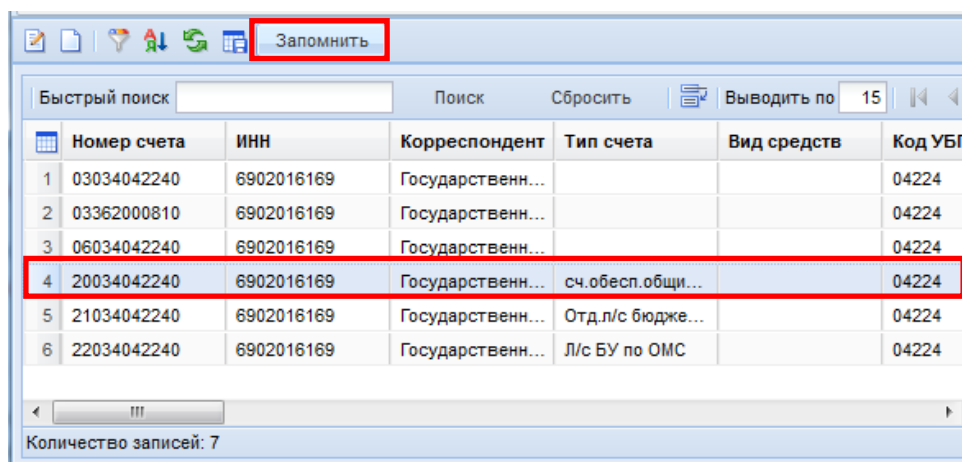 Запомнить
Быстрый поиск Поиск Сбросить Выводить по 15
Номер счета ИНН Корреспондент Тип счета Вид средств Код УБП
1 03034042240 6902016169 Государственн... 04224
2 03362000810 6902016169 Государственн... 04224
3 06034042240 6902016169 Государственн... 04224
4 20034042240 6902016169 Государственн... сч.обесп.общи... 04224
5 21034042240 6902016169 Государственн... Отд.л/с бюдже... 04224
6 22034042240 6902016169 Государственн... Л/с БУ по ОМС 04224
Количество записей: 7